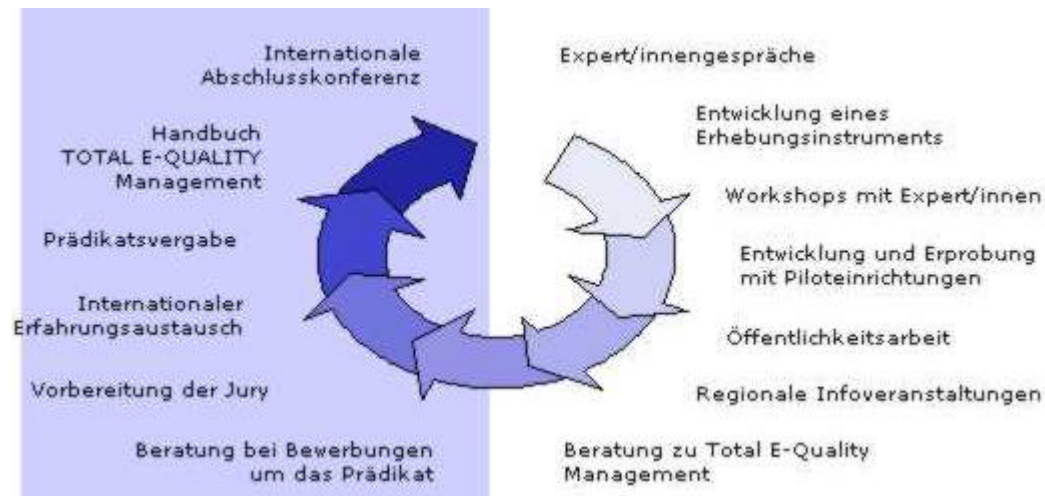 Expert/innengespräche
Entwicklung eines
Erhebungsinstruments
Workshops mit Expert/innen
Entwicklung und Erprobung
mit Piloteinrichtungen
Öffentlichkeitsarbeit
Regionale Infoveranstaltungen
Beratung zu Total E-Quality
Management
Beratung bei Bewerbungen
um das Prädikat
Vorbereitung der Jury
Internationaler
Erfahrungsaustausch
Prädikatsvergabe
Handbuch
TOTAL E-QUALITY
Management
Internationale
Abschlusskonferenz